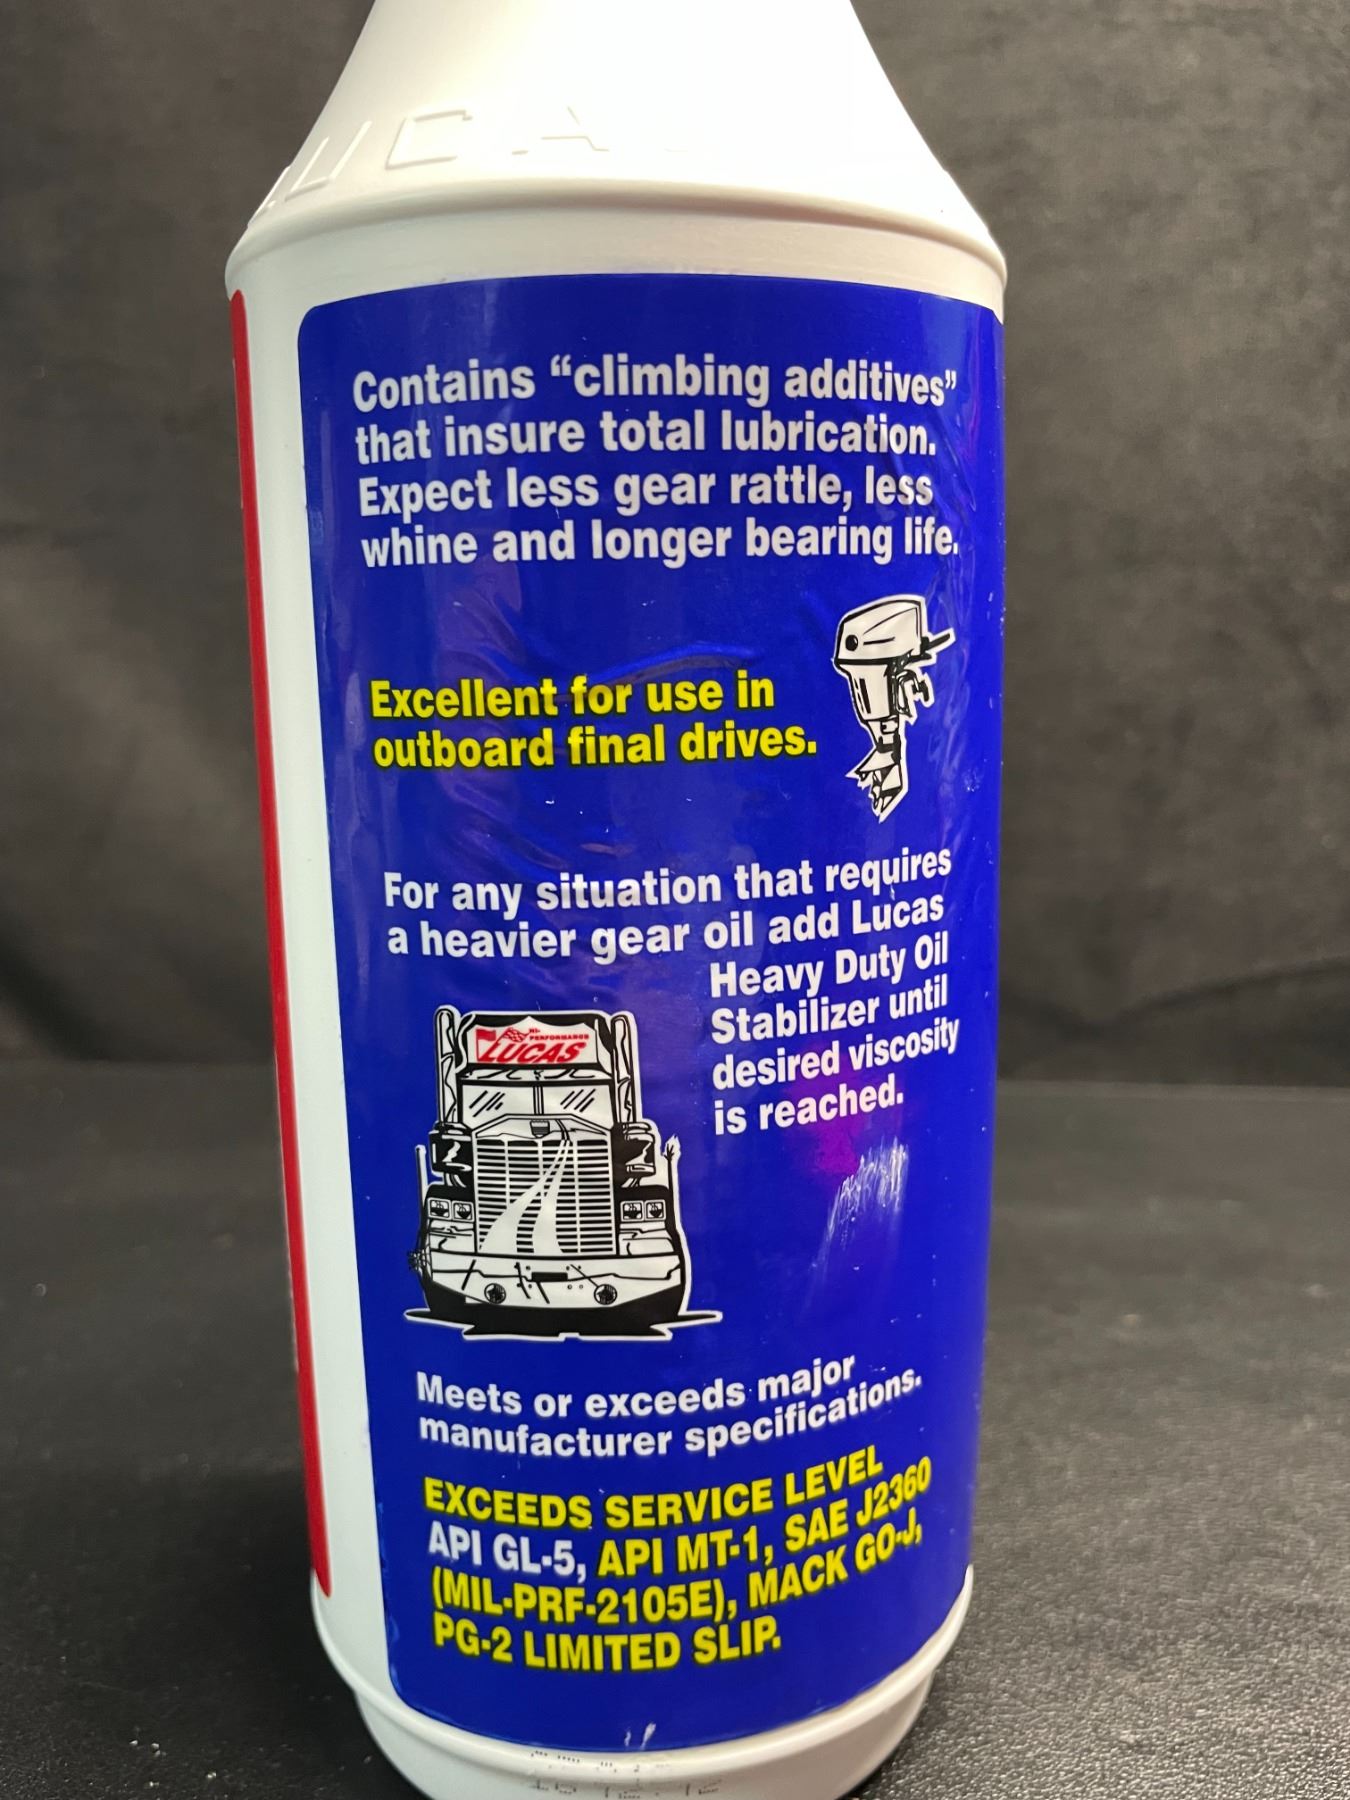 LUCA
Contains “climbing additives”
that insure total lubrication.
Expect less gear rattle, less
whine and longer bearing life.
Excellent for use in
outboard final drives.
For any situation that requires
a heavier gear oil add Lucas
Heavy Duty Oil
Stabilizer until
desired viscosity
is reached.
HI-
PERFORMANCE
LUCAS
Meets or exceeds major
manufacturer specifications.
EXCEEDS SERVICE LEVEL
API GL-5, API MT-1, SAE J2360
(MIL-PRF-2105E), MACK GO-J,
PG-2 LIMITED SLIP.